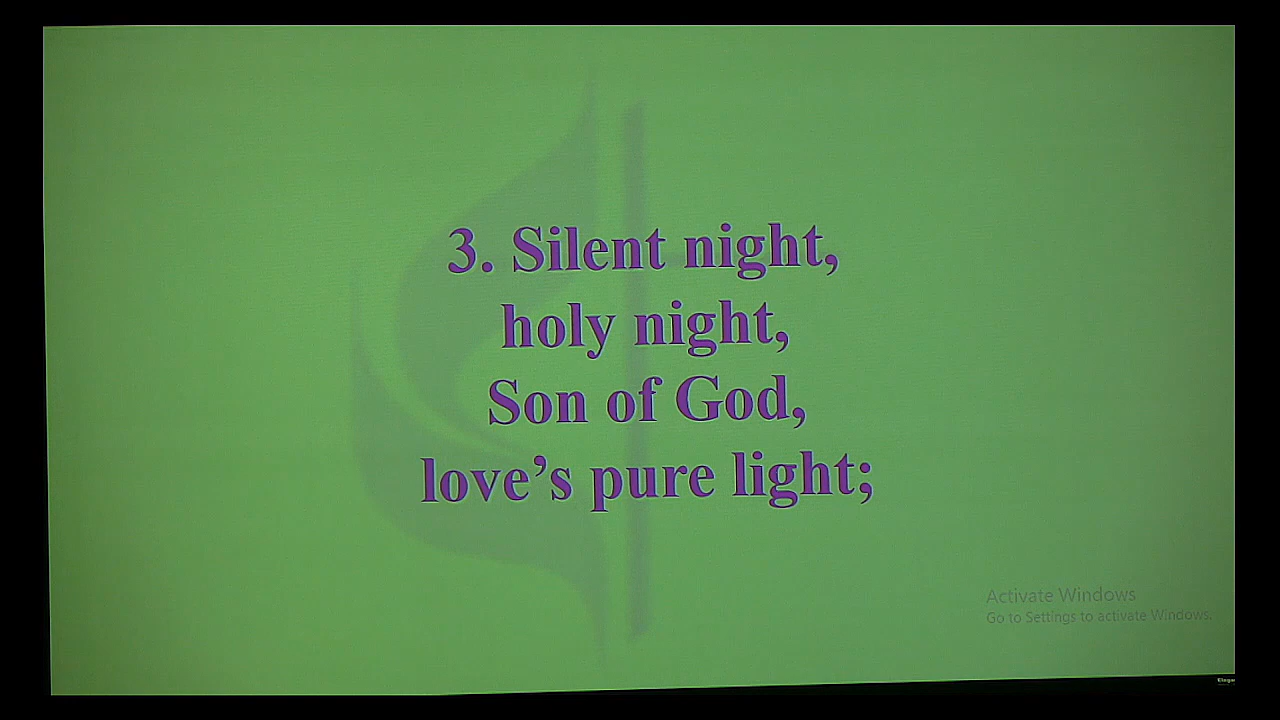 3. Silent night,
holy night,
Son of God,
love’s pure light;
Activate Windows
Go to Settings to activate Windows.